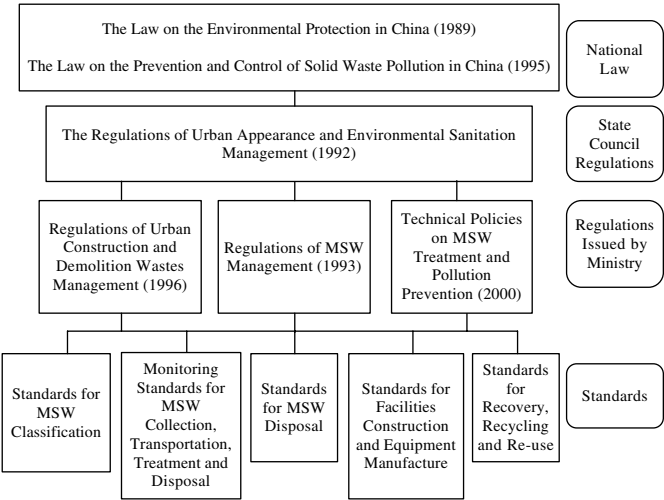 The Law on the Environmental Protection in China (1989)
The Law on the Prevention and Control of Solid Waste Pollution in China (1995)
National
Law
The Regulations of Urban Appearance and Environmental Sanitation
Management (1992)
State
Council
Regulations
Regulations of Urban
Construction and
Demolition Wastes
Management (1996)
Regulations of MSW
Management (1993)
Technical Policies
on MSW
Treatment and
Pollution
Prevention (2000)
Regulations
Issued by
Ministry
Standards for
MSW
Classification
Monitoring
Standards for
MSW
Collection,
Transportation,
Treatment and
Disposal
Standards
for MSW
Disposal
Standards for
Facilities
Construction
and Equipment
Manufacture
Standards
for
Recovery,
Recycling
and Re-use
Standards